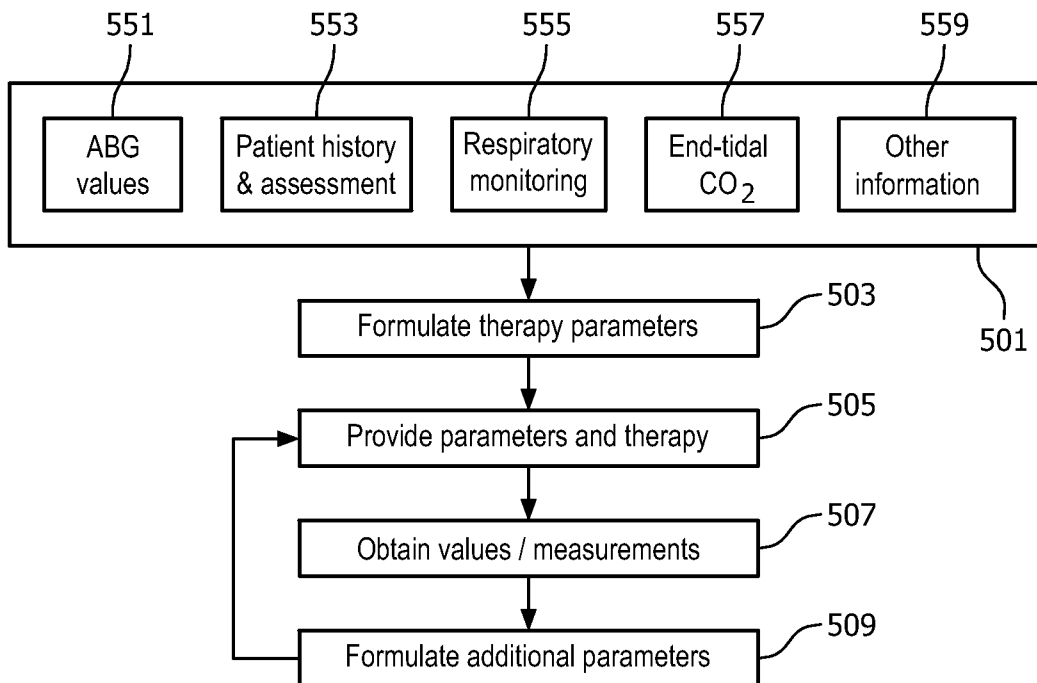 551 553 555 557 559
ABG Patient history Respiratory End-tidal Other
values & assessment monitoring CO2 information
503
Formulate therapy parameters
501
505
Provide parameters and therapy
507
Obtain values / measurements
509
Formulate additional parameters